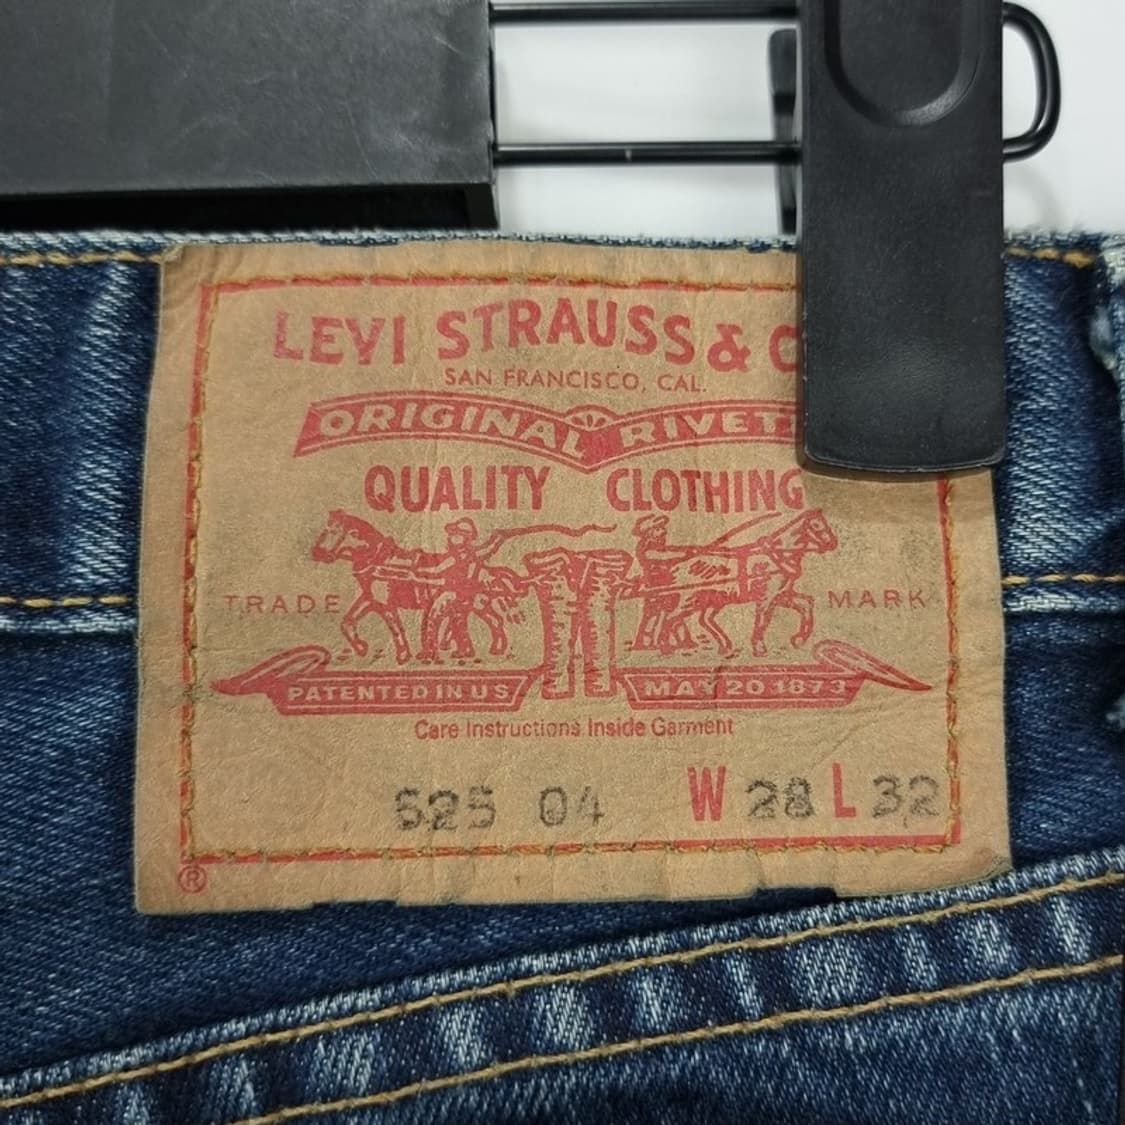 LEVI STRAUSS & C
SAN FRANCISCO, CAL.
ORIGINAL RIVET
QUALITY CLOTHING
TRADE MARK
PATENTED IN U S MAY 20 1873
Care Instructions Inside Garment
525 04 W 28 L 32
®